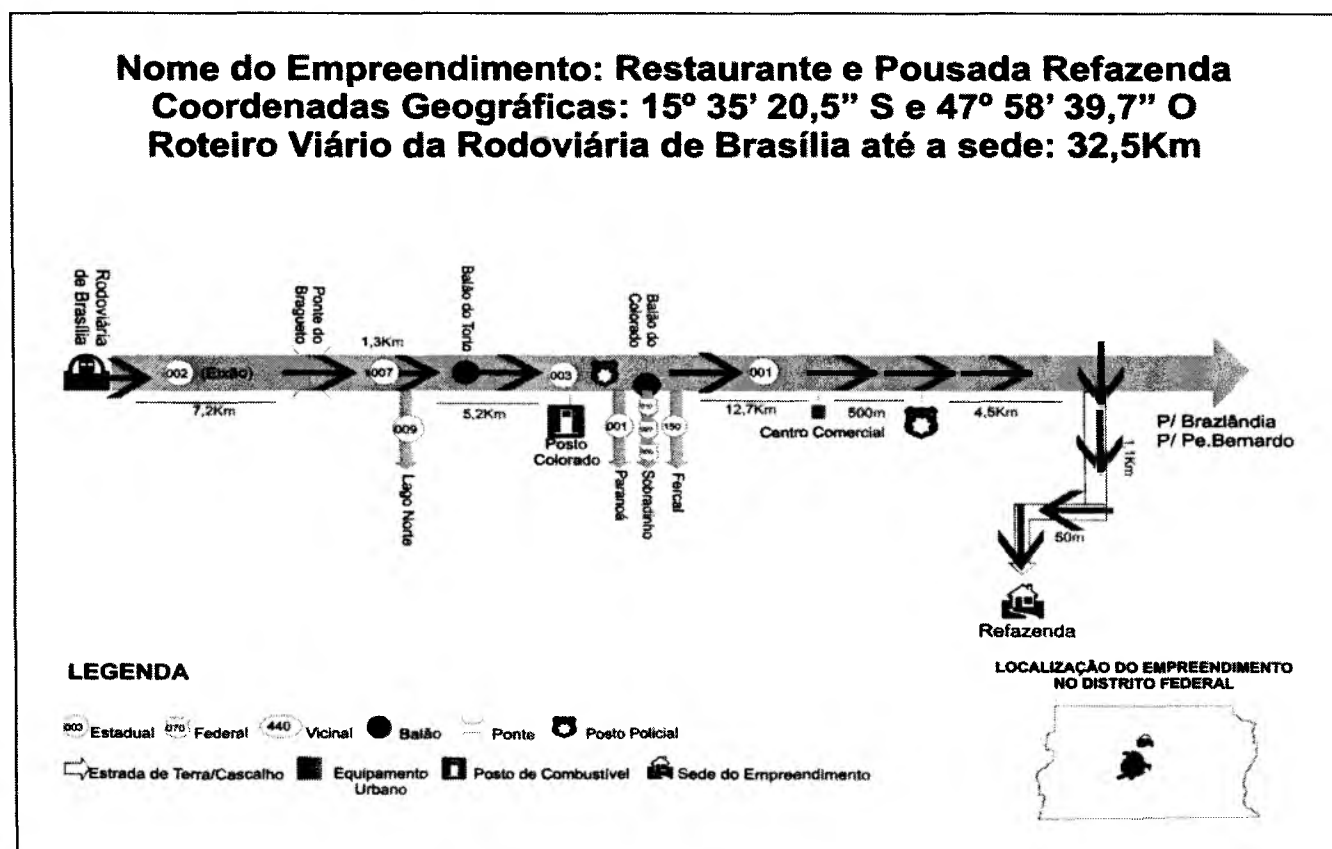 Nome do Empreendimento: Restaurante e Pousada Refazenda
Coordenadas Geográficas: 15º 35' 20,5" S e 47º 58' 39,7" O
Roteiro Viário da Rodoviária de Brasília até a sede: 32,5Km
Rodoviária
de Brasília
002
(Eixão)
7,2Km
Ponte do
Bragueto
1,3Km
007
009
Lago Norte
Balão do Torto
5,2Km
003
Posto
Colorado
001
Paranoá
Balão do
Colorado
Sobradinho
150
Fercal
001
12,7Km
Centro Comercial
500m
4,5Km
P/ Brazlândia
P/ Pe.Bernardo
1,1Km
50m
Refazenda
LEGENDA
003 Estadual 070 Federal 440 Vicinal Balão Ponte Posto Policial
Estrada de Terra/Cascalho Equipamento Urbano Posto de Combustível Sede do Empreendimento
LOCALIZAÇÃO DO EMPREENDIMENTO
NO DISTRITO FEDERAL